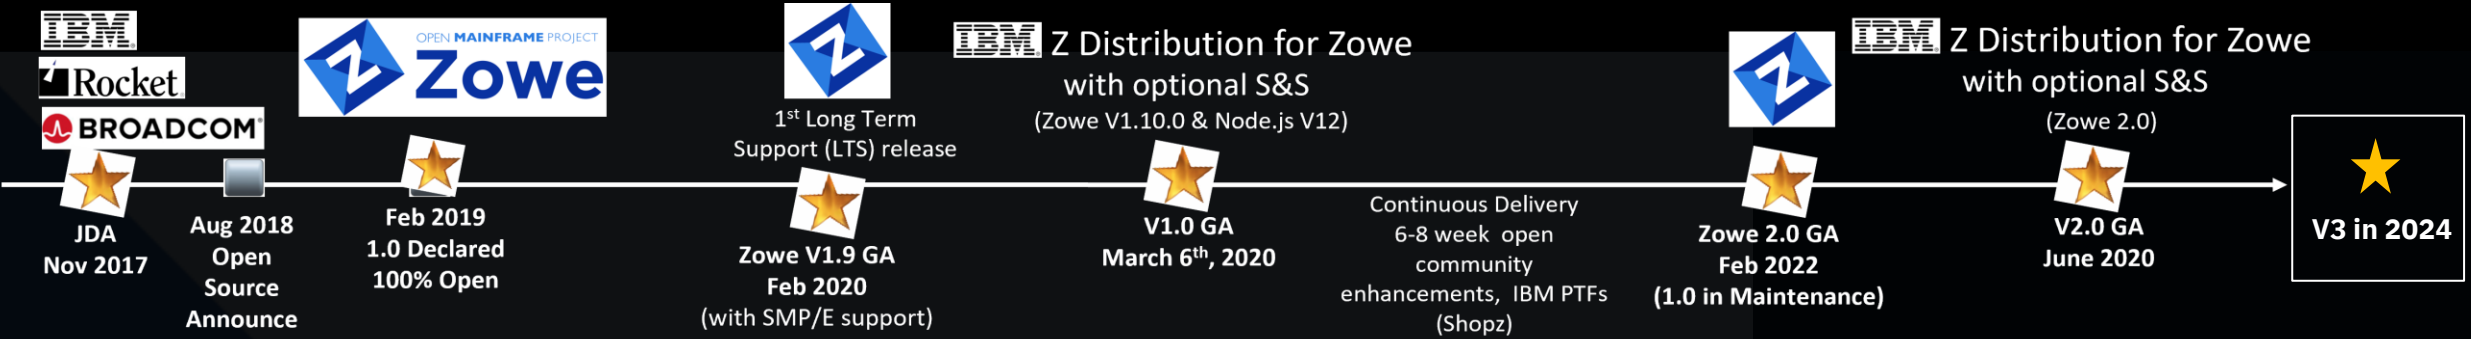 IBM
Rocket
BROADCOM
JDA
Nov 2017
Aug 2018
Open
Source
Announce
OPEN MAINFRAME PROJECT
Zowe
Feb 2019
1.0 Declared
100% Open
1st Long Term
Support (LTS) release
Zowe V1.9 GA
Feb 2020
(with SMP/E support)
IBM Z Distribution for Zowe
with optional S&S
(Zowe V1.10.0 & Node.js V12)
V1.0 GA
March 6th, 2020
Continuous Delivery
6-8 week open
community
enhancements, IBM PTFs
(Shopz)
Zowe 2.0 GA
Feb 2022
(1.0 in Maintenance)
IBM Z Distribution for Zowe
with optional S&S
(Zowe 2.0)
V2.0 GA
June 2020
V3 in 2024